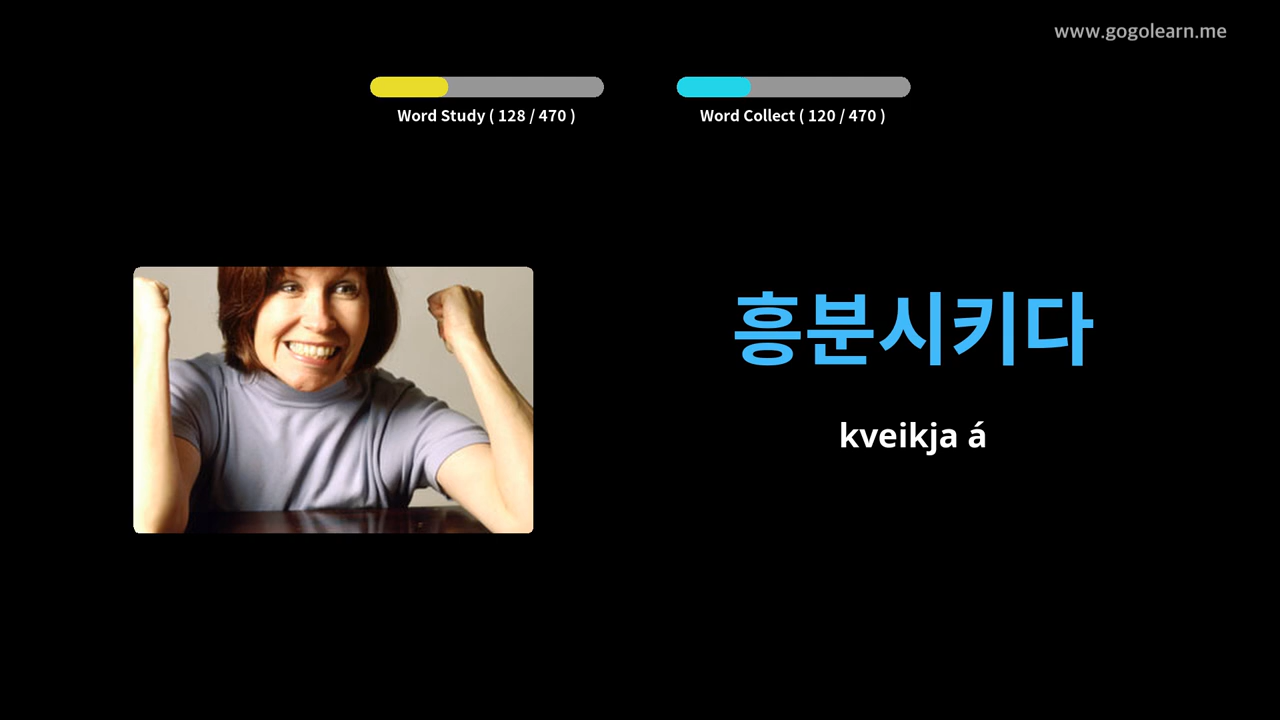 www.gogolearn.me
Word Study ( 128 / 470 )
Word Collect ( 120 / 470 )
흥분시키다
kveikja á